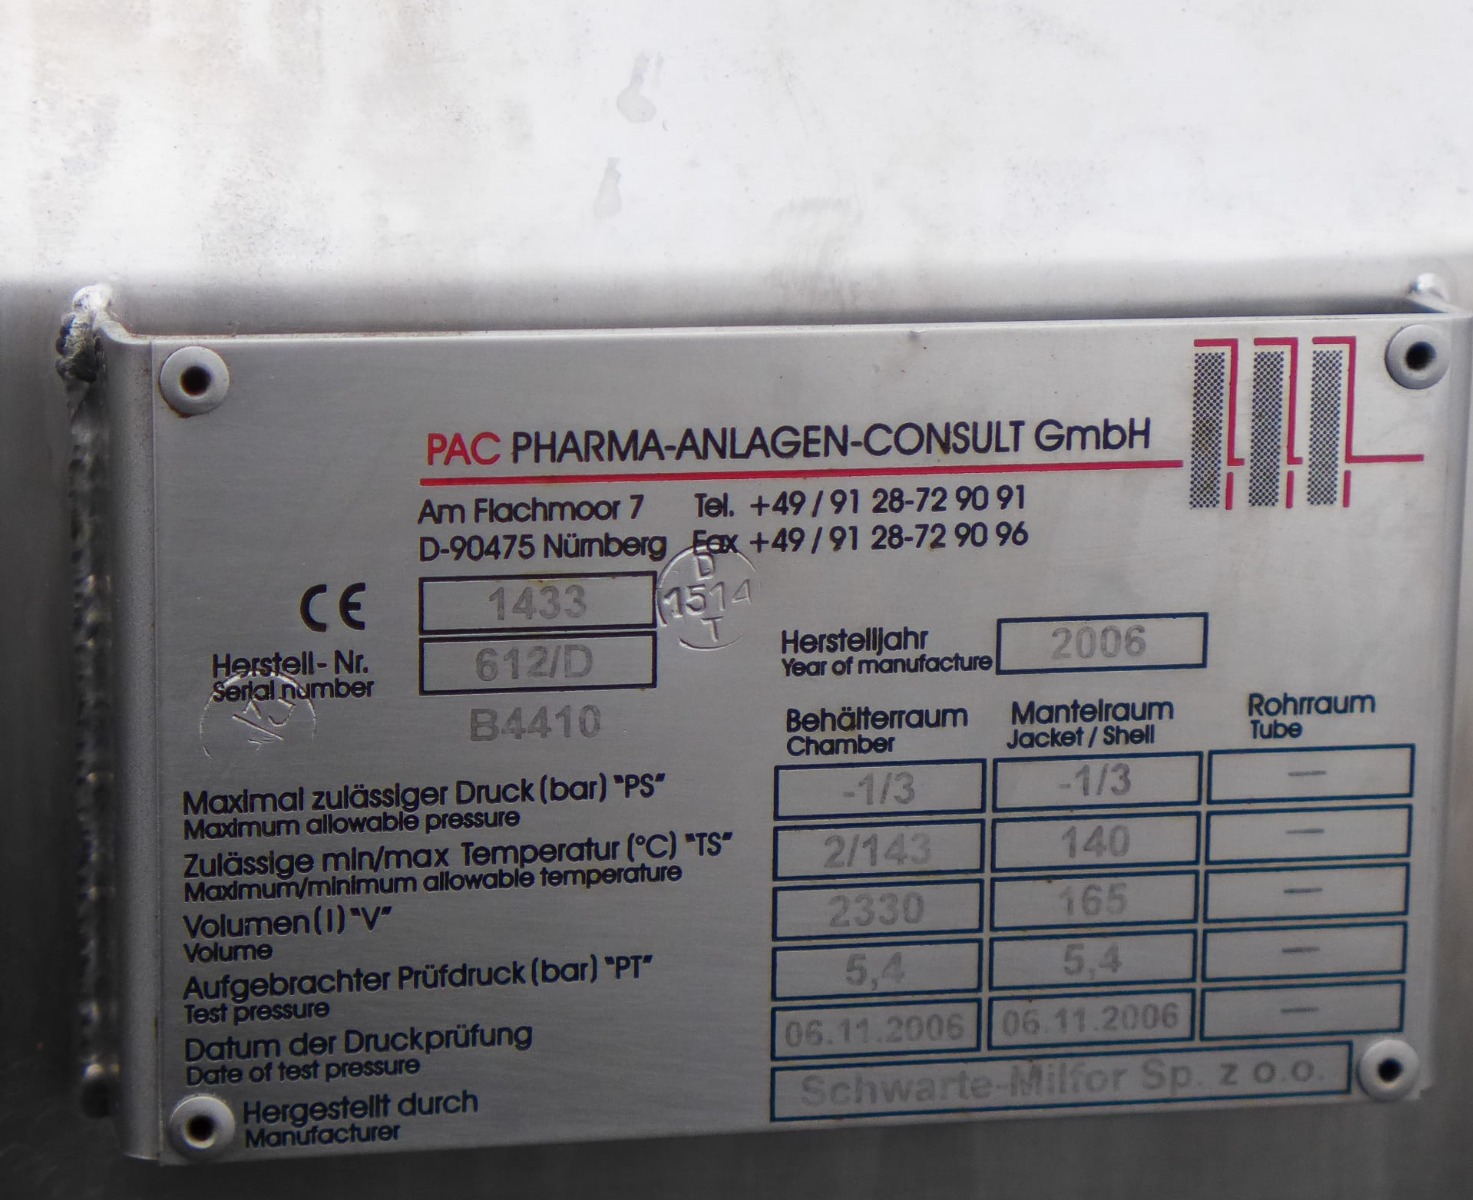 PAC PHARMA-ANLAGEN-CONSULT GmbH
Am Flachmoor 7 Tel. +49 / 91 28-72 90 91
D-90475 Nürnberg Fax +49 / 91 28-72 90 96
CE 1433
D
1514
T
Herstell-Nr.
Serial number
612/D
B4410
Herstelljahr
Year of manufacture
2006
Behälterraum Mantelraum Rohrraum
Chamber Jacket / Shell Tube
Maximal zulässiger Druck (bar) "PS" -1/3 -1/3 —
Maximum allowable pressure
Zulässige min/max Temperatur (°C) "TS" 2/143 140 —
Maximum/minimum allowable temperature
Volumen (l) "V" 2330 165 —
Volume
Aufgebrachter Prüfdruck (bar) "PT" 5,4 5,4 —
Test pressure
Datum der Druckprüfung 06.11.2006 06.11.2006 —
Date of test pressure
Hergestellt durch Schwarte-Milfor Sp. z o.o.
Manufacturer